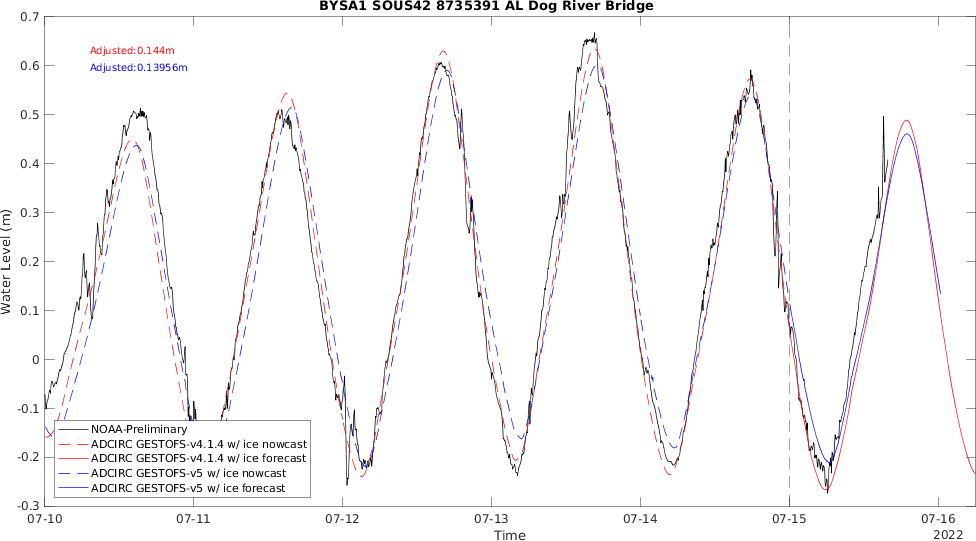 BYSA1 SOUS42 8735391 AL Dog River Bridge
0.7
0.6
0.5
0.4
0.3
0.2
0.1
0
-0.1
-0.2
-0.3
Water Level (m)
Adjusted:0.144m
Adjusted:0.13956m
NOAA-Preliminary
ADCIRC GESTOFS-v4.1.4 w/ ice nowcast
ADCIRC GESTOFS-v4.1.4 w/ ice forecast
ADCIRC GESTOFS-v5 w/ ice nowcast
ADCIRC GESTOFS-v5 w/ ice forecast
07-10 07-11 07-12 07-13 07-14 07-15 07-16
Time
2022